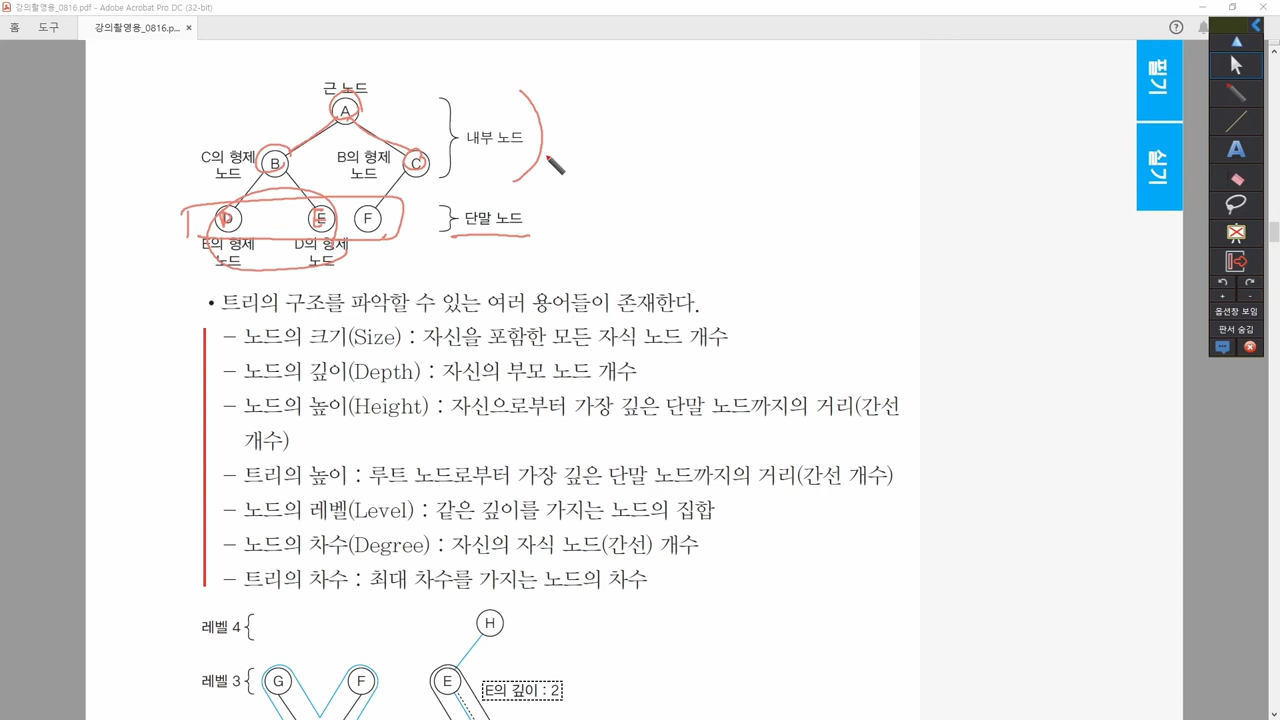 강의촬영용_0816.pdf - Adobe Acrobat Pro DC (32-bit)
홈 도구 강의촬영용_0816.p...
근 노드
A
내부 노드
C의 형제 노드
B
B의 형제 노드
C
D
E
F
단말 노드
E의 형제 노드
D의 형제 노드
• 트리의 구조를 파악할 수 있는 여러 용어들이 존재한다.
– 노드의 크기(Size) : 자신을 포함한 모든 자식 노드 개수
– 노드의 깊이(Depth) : 자신의 부모 노드 개수
– 노드의 높이(Height) : 자신으로부터 가장 깊은 단말 노드까지의 거리(간선
개수)
– 트리의 높이 : 루트 노드로부터 가장 깊은 단말 노드까지의 거리(간선 개수)
– 노드의 레벨(Level) : 같은 깊이를 가지는 노드의 집합
– 노드의 차수(Degree) : 자신의 자식 노드(간선) 개수
– 트리의 차수 : 최대 차수를 가지는 노드의 차수
레벨 4
H
레벨 3
G
F
E
E의 깊이 : 2
필기
실기
A
옵션창 보임
판서 숨김